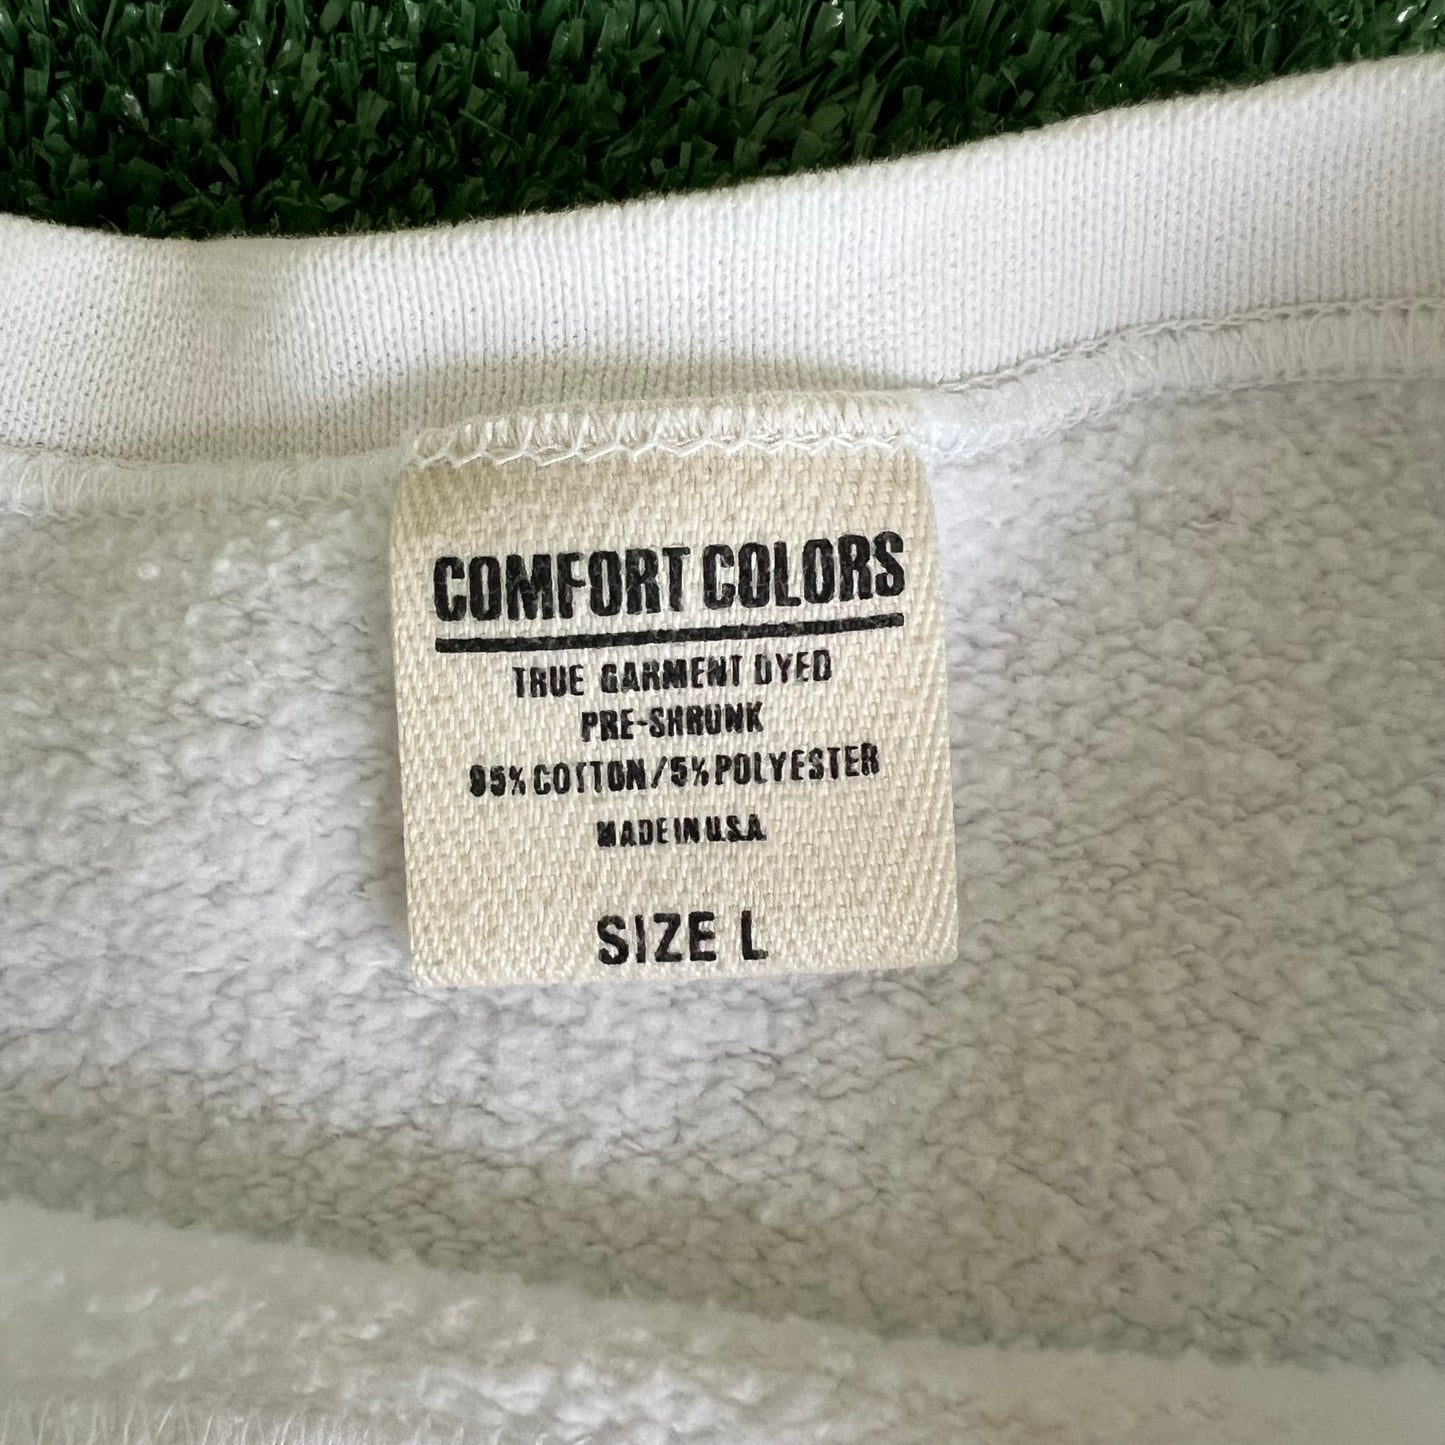 COMFORT COLORS
TRUE GARMENT DYED
PRE-SHRUNK
95% COTTON/5% POLYESTER
MADE IN U.S.A.
SIZE L